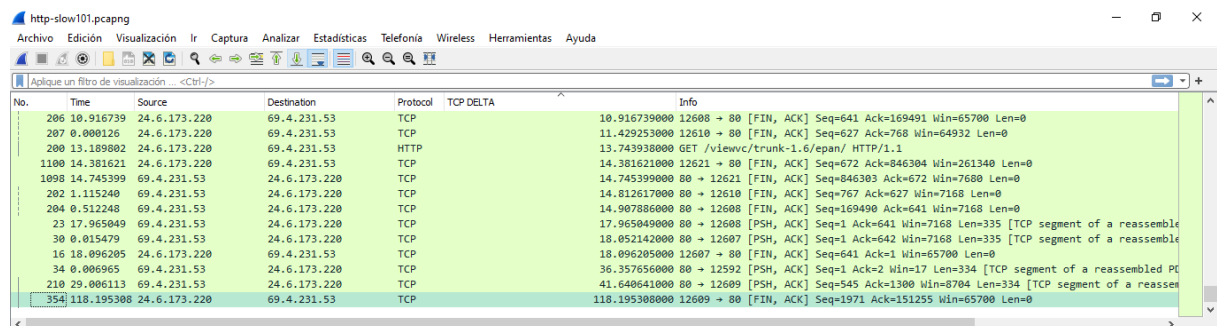 http-slow101.pcapng
Archivo Edición Visualización Ir Captura Analizar Estadísticas Telefonía Wireless Herramientas Ayuda
Aplique un filtro de visualización ... <Ctrl-/>
No. Time Source Destination Protocol TCP DELTA Info
206 10.916739 24.6.173.220 69.4.231.53 TCP 10.916739000 12608 → 80 [FIN, ACK] Seq=641 Ack=169491 Win=65700 Len=0
207 0.000126 24.6.173.220 69.4.231.53 TCP 11.429253000 12610 → 80 [FIN, ACK] Seq=627 Ack=768 Win=64932 Len=0
200 13.189802 24.6.173.220 69.4.231.53 HTTP 13.743938000 GET /viewvc/trunk-1.6/epan/ HTTP/1.1
1100 14.381621 24.6.173.220 69.4.231.53 TCP 14.381621000 12621 → 80 [FIN, ACK] Seq=672 Ack=846304 Win=261340 Len=0
1098 14.745399 69.4.231.53 24.6.173.220 TCP 14.745399000 80 → 12621 [FIN, ACK] Seq=846303 Ack=672 Win=7680 Len=0
202 1.115240 69.4.231.53 24.6.173.220 TCP 14.812617000 80 → 12610 [FIN, ACK] Seq=767 Ack=627 Win=7168 Len=0
204 0.512248 69.4.231.53 24.6.173.220 TCP 14.907886000 80 → 12608 [FIN, ACK] Seq=169490 Ack=641 Win=7168 Len=0
23 17.965049 69.4.231.53 24.6.173.220 TCP 17.965049000 80 → 12608 [PSH, ACK] Seq=1 Ack=641 Win=7168 Len=335 [TCP segment of a reassemble
30 0.015479 69.4.231.53 24.6.173.220 TCP 18.052142000 80 → 12607 [PSH, ACK] Seq=1 Ack=642 Win=7168 Len=335 [TCP segment of a reassemble
16 18.096205 24.6.173.220 69.4.231.53 TCP 18.096205000 12607 → 80 [FIN, ACK] Seq=641 Ack=1 Win=65700 Len=0
34 0.006965 69.4.231.53 24.6.173.220 TCP 36.357656000 80 → 12592 [PSH, ACK] Seq=1 Ack=2 Win=17 Len=334 [TCP segment of a reassembled PD
210 29.006113 69.4.231.53 24.6.173.220 TCP 41.640641000 80 → 12609 [PSH, ACK] Seq=545 Ack=1300 Win=8704 Len=334 [TCP segment of a reassem
354 118.195308 24.6.173.220 69.4.231.53 TCP 118.195308000 12609 → 80 [FIN, ACK] Seq=1971 Ack=151255 Win=65700 Len=0